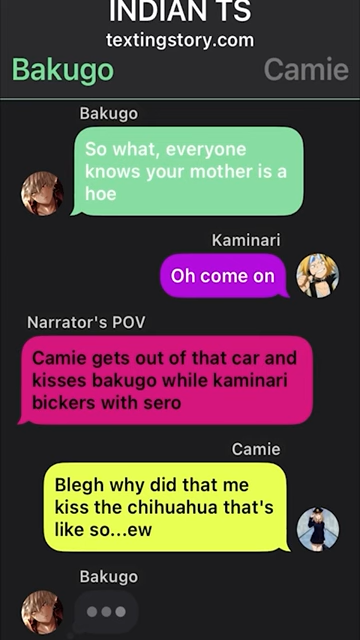 INDIAN TS
textingstory.com
Bakugo Camie
Bakugo
So what, everyone
knows your mother is a
hoe
Kaminari
Oh come on
Narrator's POV
Camie gets out of that car and
kisses bakugo while kaminari
bickers with sero
Camie
Blegh why did that me
kiss the chihuahua that's
like so...ew
Bakugo